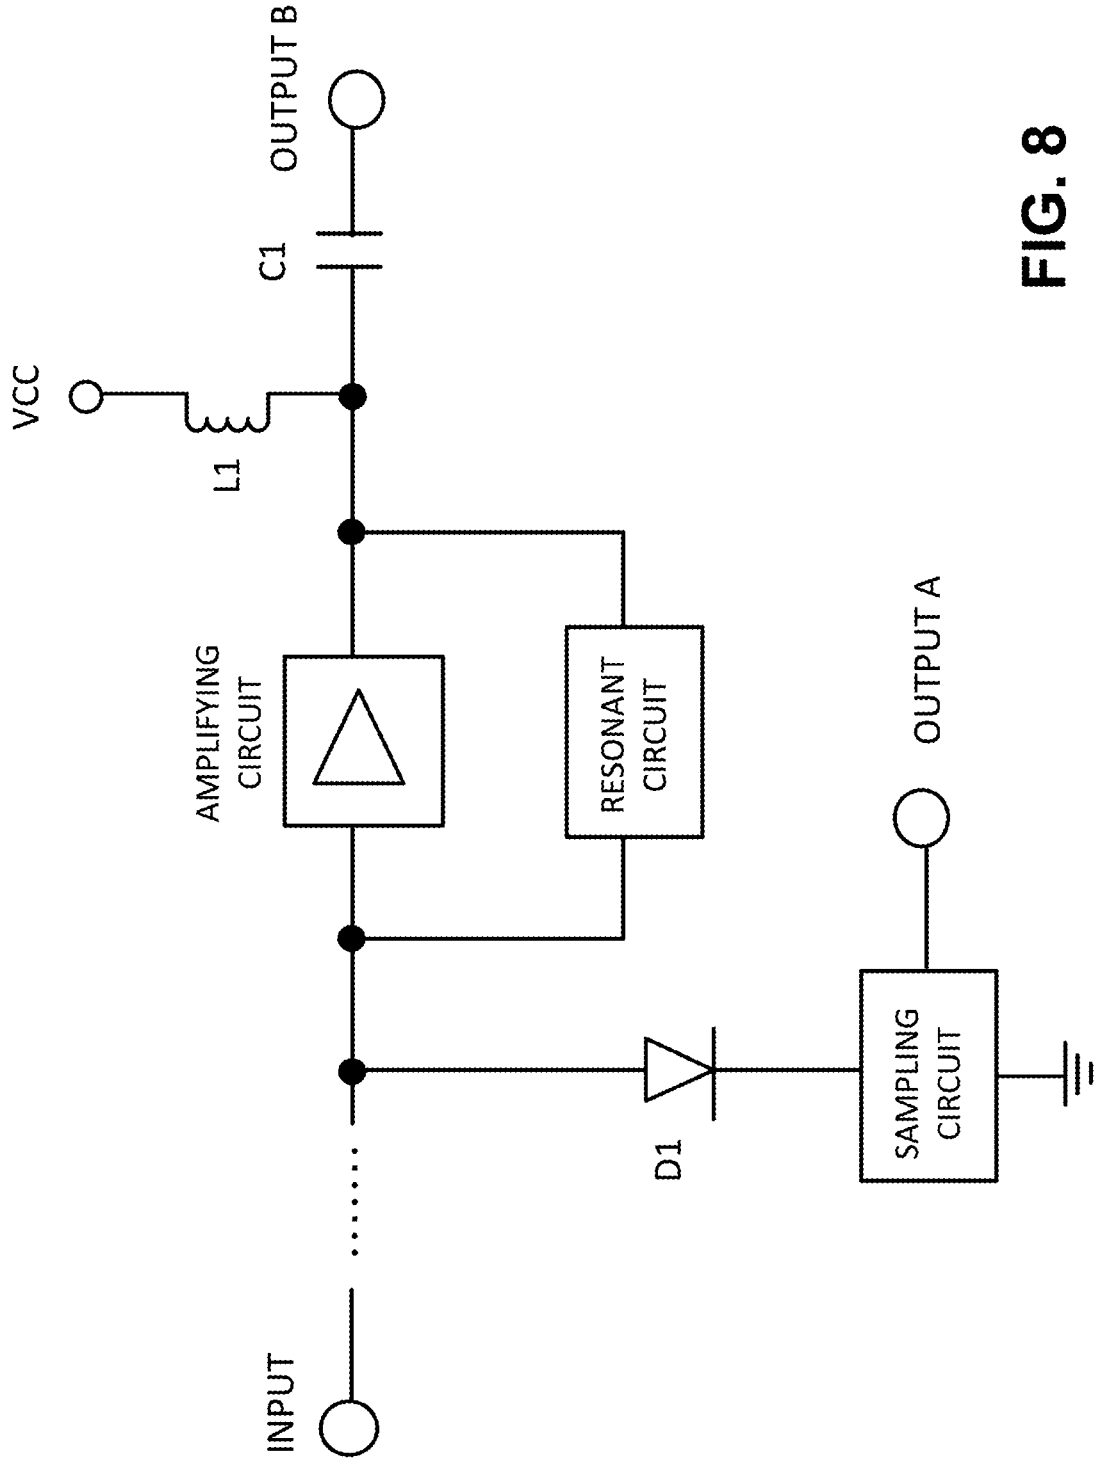 VCC
L1
C1
OUTPUT B
AMPLIFYING
CIRCUIT
INPUT
RESONANT
CIRCUIT
D1
SAMPLING
CIRCUIT
OUTPUT A
FIG. 8